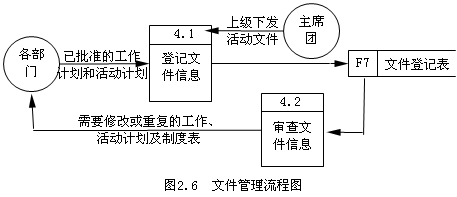 4.1
上级下发
活动文件
主席
团
各部
门
已批准的工作
计划和活动计划
登记文
件信息
F7 文件登记表
4.2
审查文
件信息
需要修改或重复的工作、
活动计划及制度表
图2.6 文件管理流程图